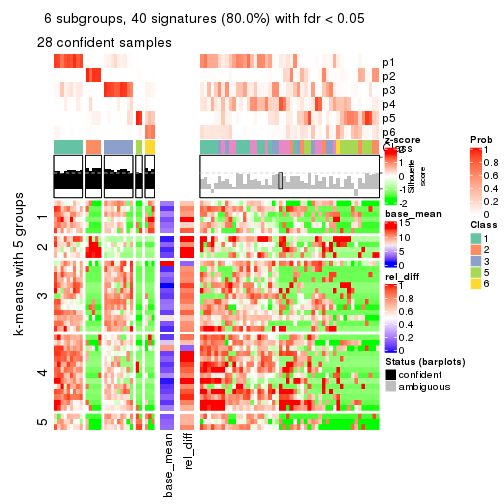 6 subgroups, 40 signatures (80.0%) with fdr < 0.05
28 confident samples
p1
p2
p3
p4
p5
p6
Class
Silhouette
score
k-means with 5 groups
1
2
3
4
5
base_mean
rel_diff
z-score
2
1
0
-1
-2
base_mean
15
10
5
0
rel_diff
1
0.8
0.6
0.4
0.2
0
Status (barplots)
confident
ambiguous
Prob
1
0.8
0.6
0.4
0.2
0
Class
1
2
3
5
6